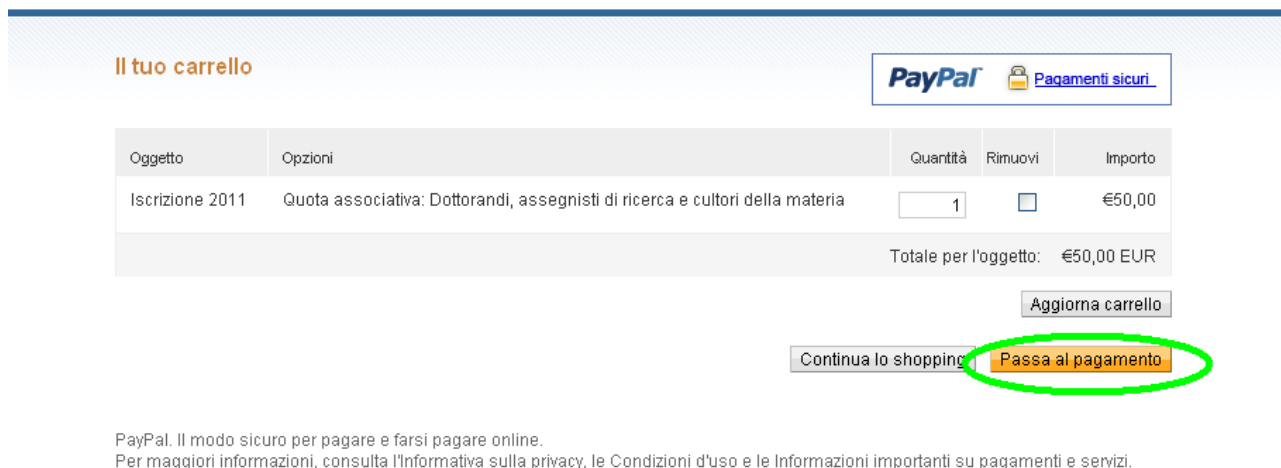 Il tuo carrello
PayPal Pagamenti sicuri
Oggetto Opzioni Quantità Rimuovi Importo
Iscrizione 2011 Quota associativa: Dottorandi, assegnisti di ricerca e cultori della materia 1 €50,00
Totale per l'oggetto: €50,00 EUR
Aggiorna carrello
Continua lo shopping Passa al pagamento
PayPal. Il modo sicuro per pagare e farsi pagare online.
Per maggiori informazioni, consulta l'Informativa sulla privacy, le Condizioni d'uso e le Informazioni importanti su pagamenti e servizi.